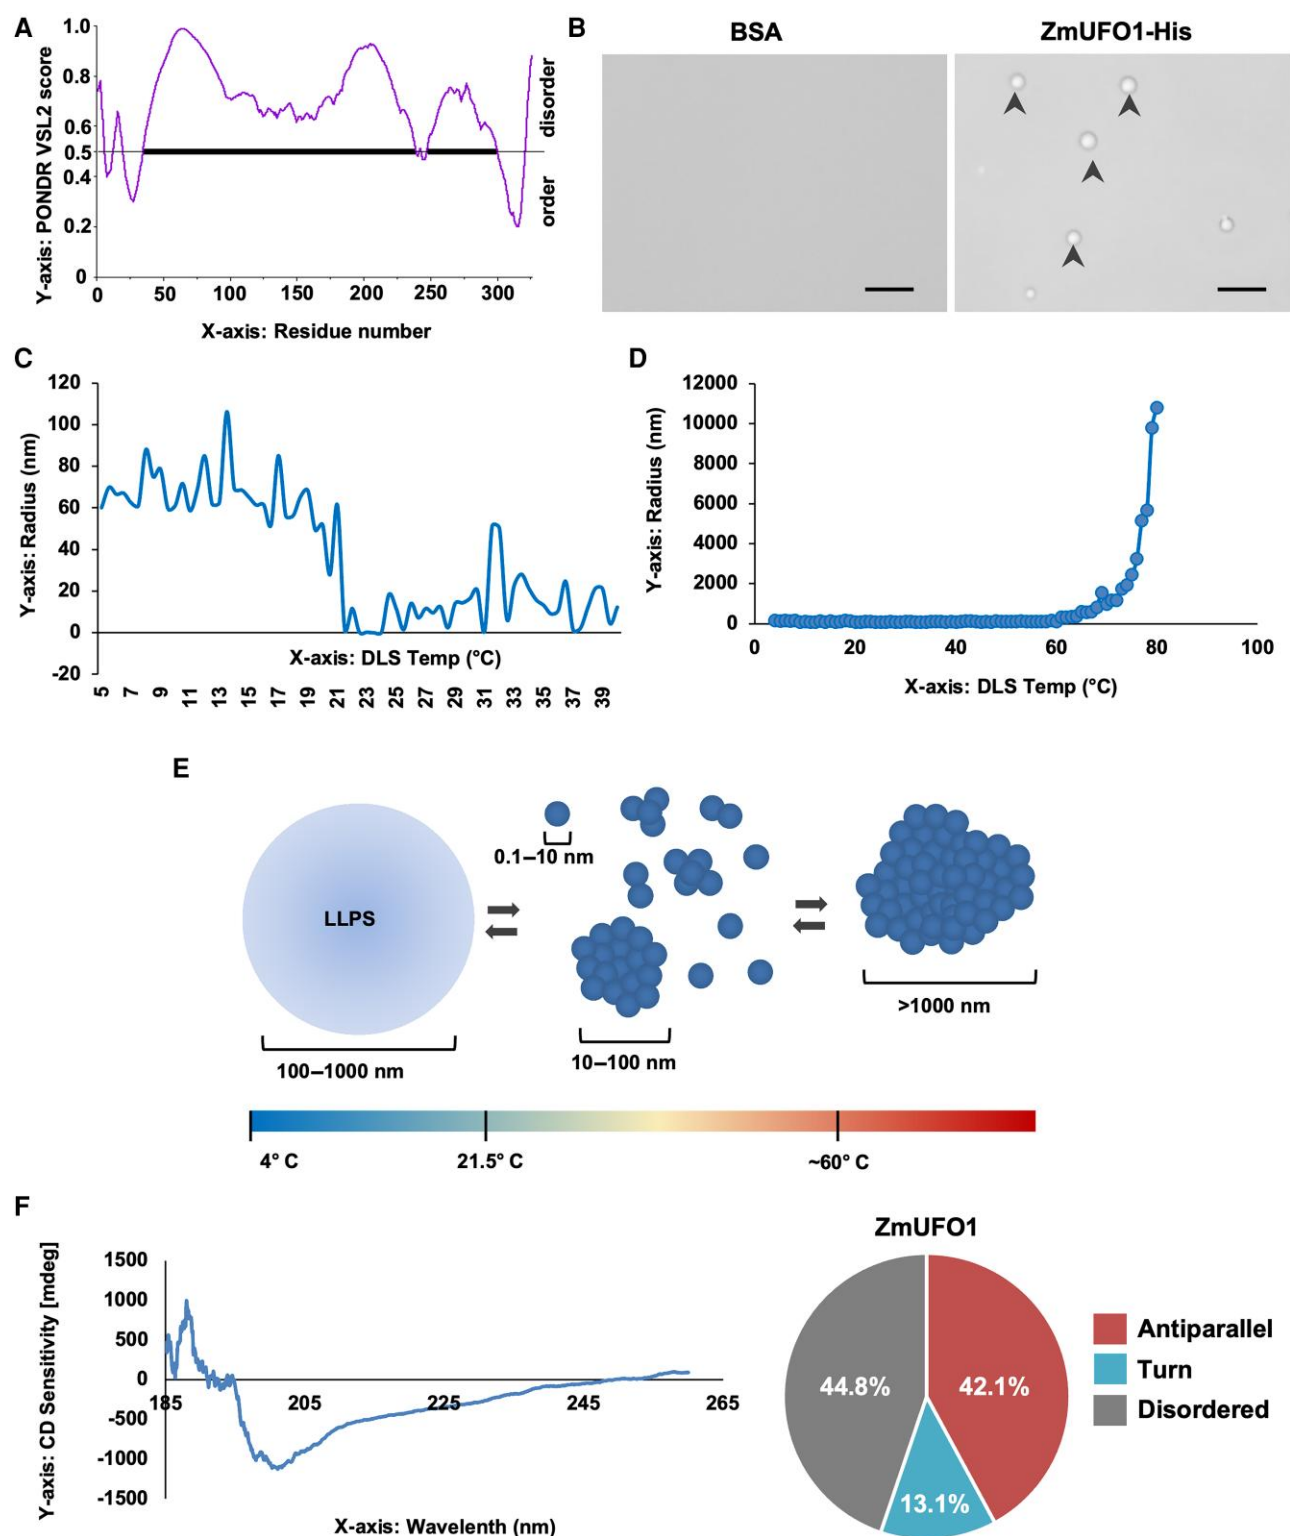 A
Y-axis: PONDR VSL2 score
1.0
0.8
0.6
0.5
0.4
0.2
0
disorder
order
0 50 100 150 200 250 300
X-axis: Residue number
B
BSA
ZmUFO1-His
C
Y-axis: Radius (nm)
120
100
80
60
40
20
0
-20
X-axis: DLS Temp (°C)
5 7 9 11 13 15 17 19 21 23 25 27 29 31 33 35 37 39
D
Y-axis: Radius (nm)
12000
10000
8000
6000
4000
2000
0
0 20 40 60 80 100
X-axis: DLS Temp (°C)
E
LLPS
100–1000 nm
0.1–10 nm
10–100 nm
>1000 nm
4° C
21.5° C
~60° C
F
Y-axis: CD Sensitivity [mdeg]
1500
1000
500
0
-500
-1000
-1500
185 205 225 245 265
X-axis: Wavelenth (nm)
ZmUFO1
44.8%
42.1%
13.1%
Antiparallel
Turn
Disordered